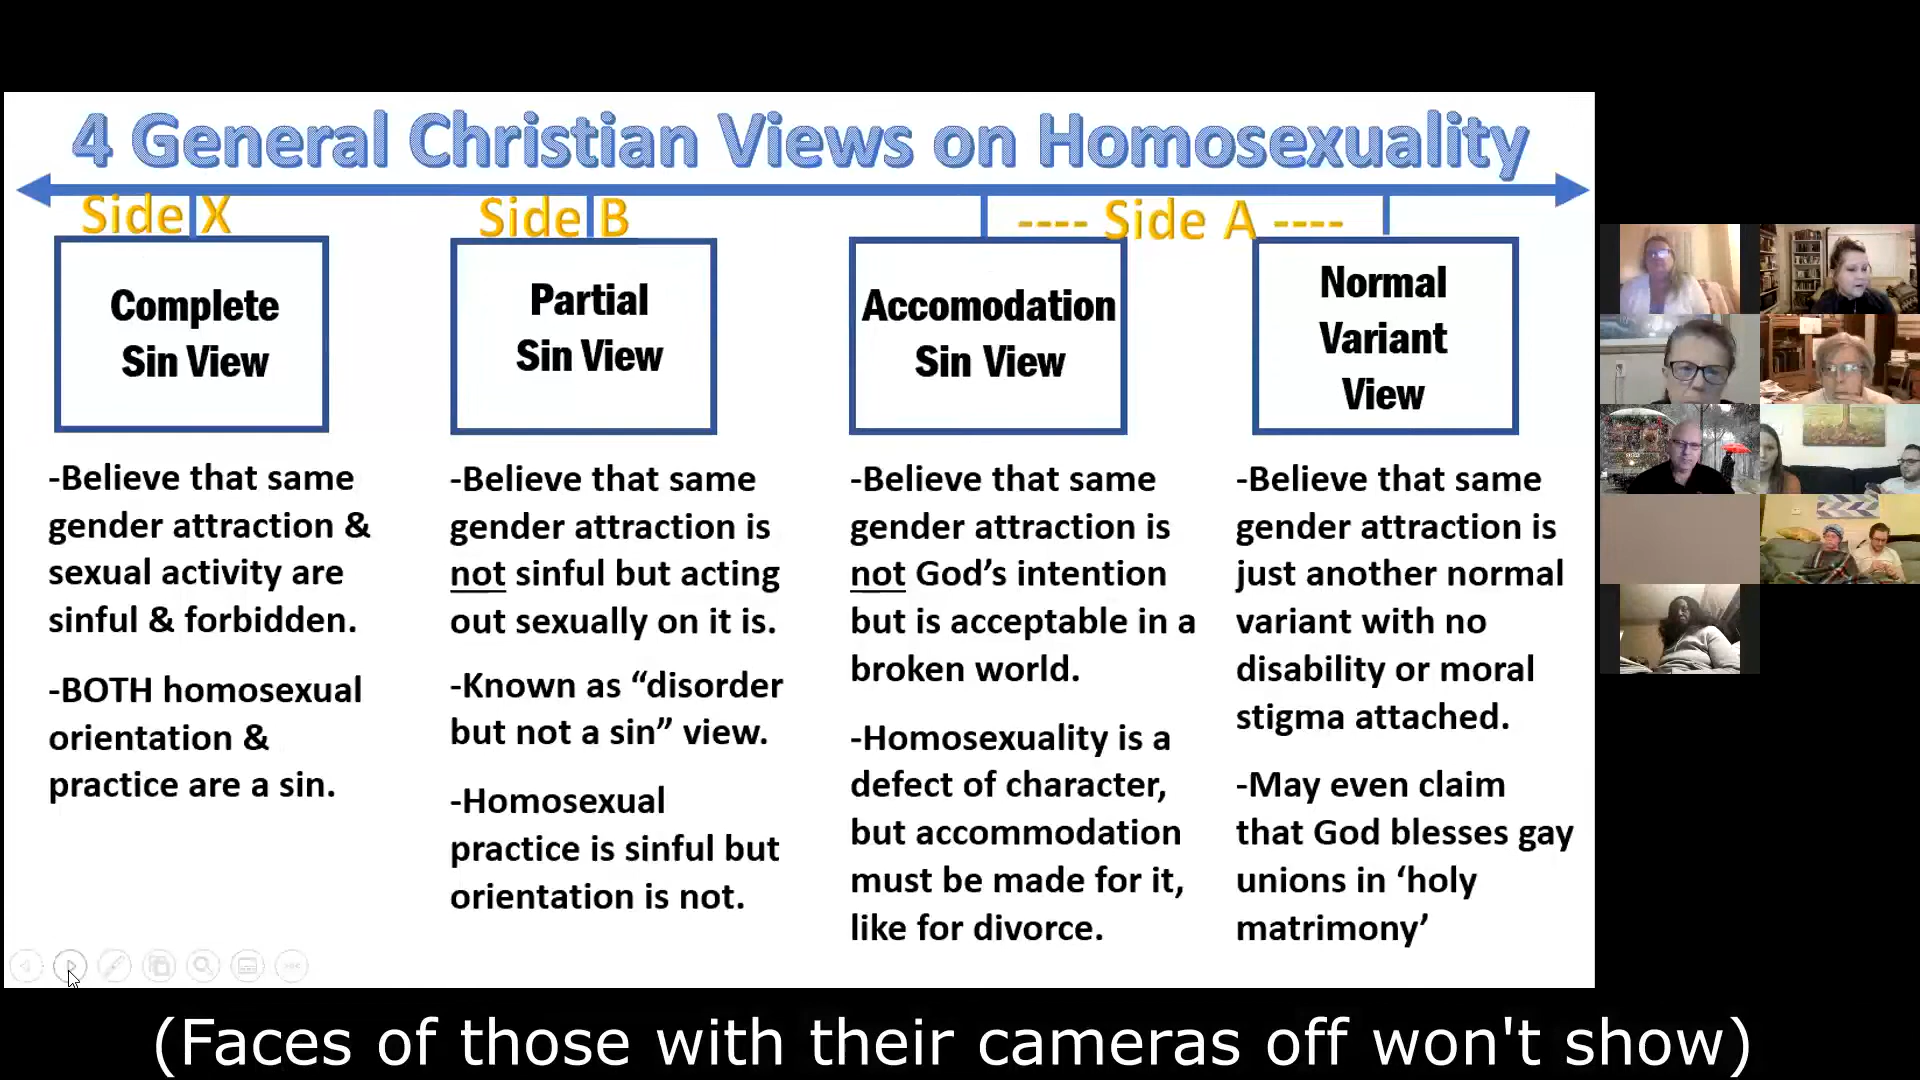 4 General Christian Views on Homosexuality
Side X
Side B
---- Side A ----
Complete
Sin View
-Believe that same
gender attraction &
sexual activity are
sinful & forbidden.
-BOTH homosexual
orientation &
practice are a sin.
Partial
Sin View
-Believe that same
gender attraction is
not sinful but acting
out sexually on it is.
-Known as “disorder
but not a sin” view.
-Homosexual
practice is sinful but
orientation is not.
Accomodation
Sin View
-Believe that same
gender attraction is
not God’s intention
but is acceptable in a
broken world.
-Homosexuality is a
defect of character,
but accommodation
must be made for it,
like for divorce.
Normal
Variant
View
-Believe that same
gender attraction is
just another normal
variant with no
disability or moral
stigma attached.
-May even claim
that God blesses gay
unions in ‘holy
matrimony’
(Faces of those with their cameras off won't show)